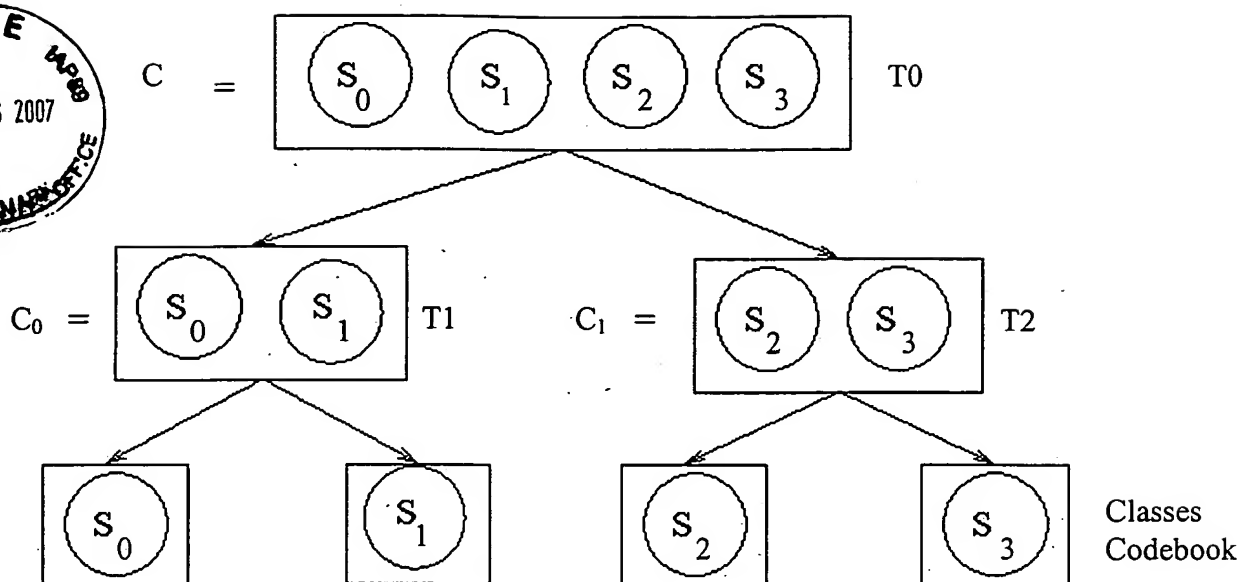 E
C = S0 S1 S2 S3 T0
2007
C0 = S0 S1 T1 C1 = S2 S3 T2
S0 S1 S2 S3
Classes
Codebook